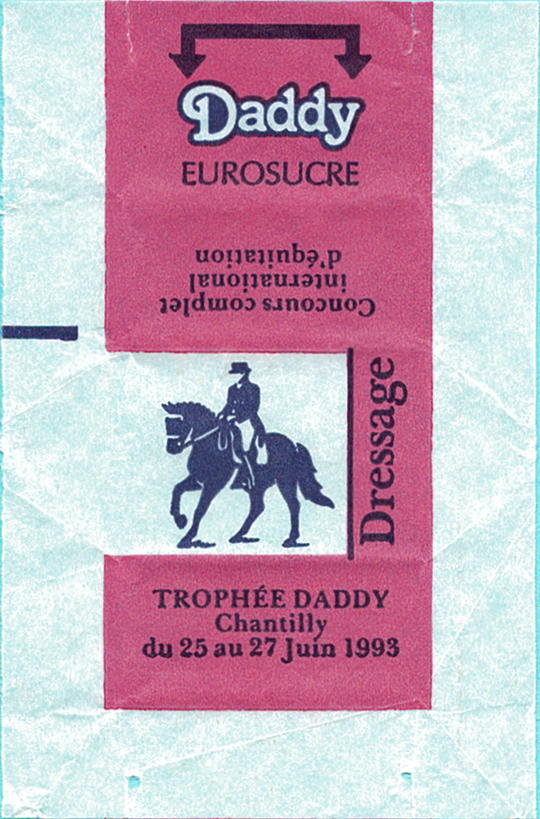 Daddy
EUROSUCRE
Concours complet
international
d'équitation
Dressage
TROPHÉE DADDY
Chantilly
du 25 au 27 Juin 1993